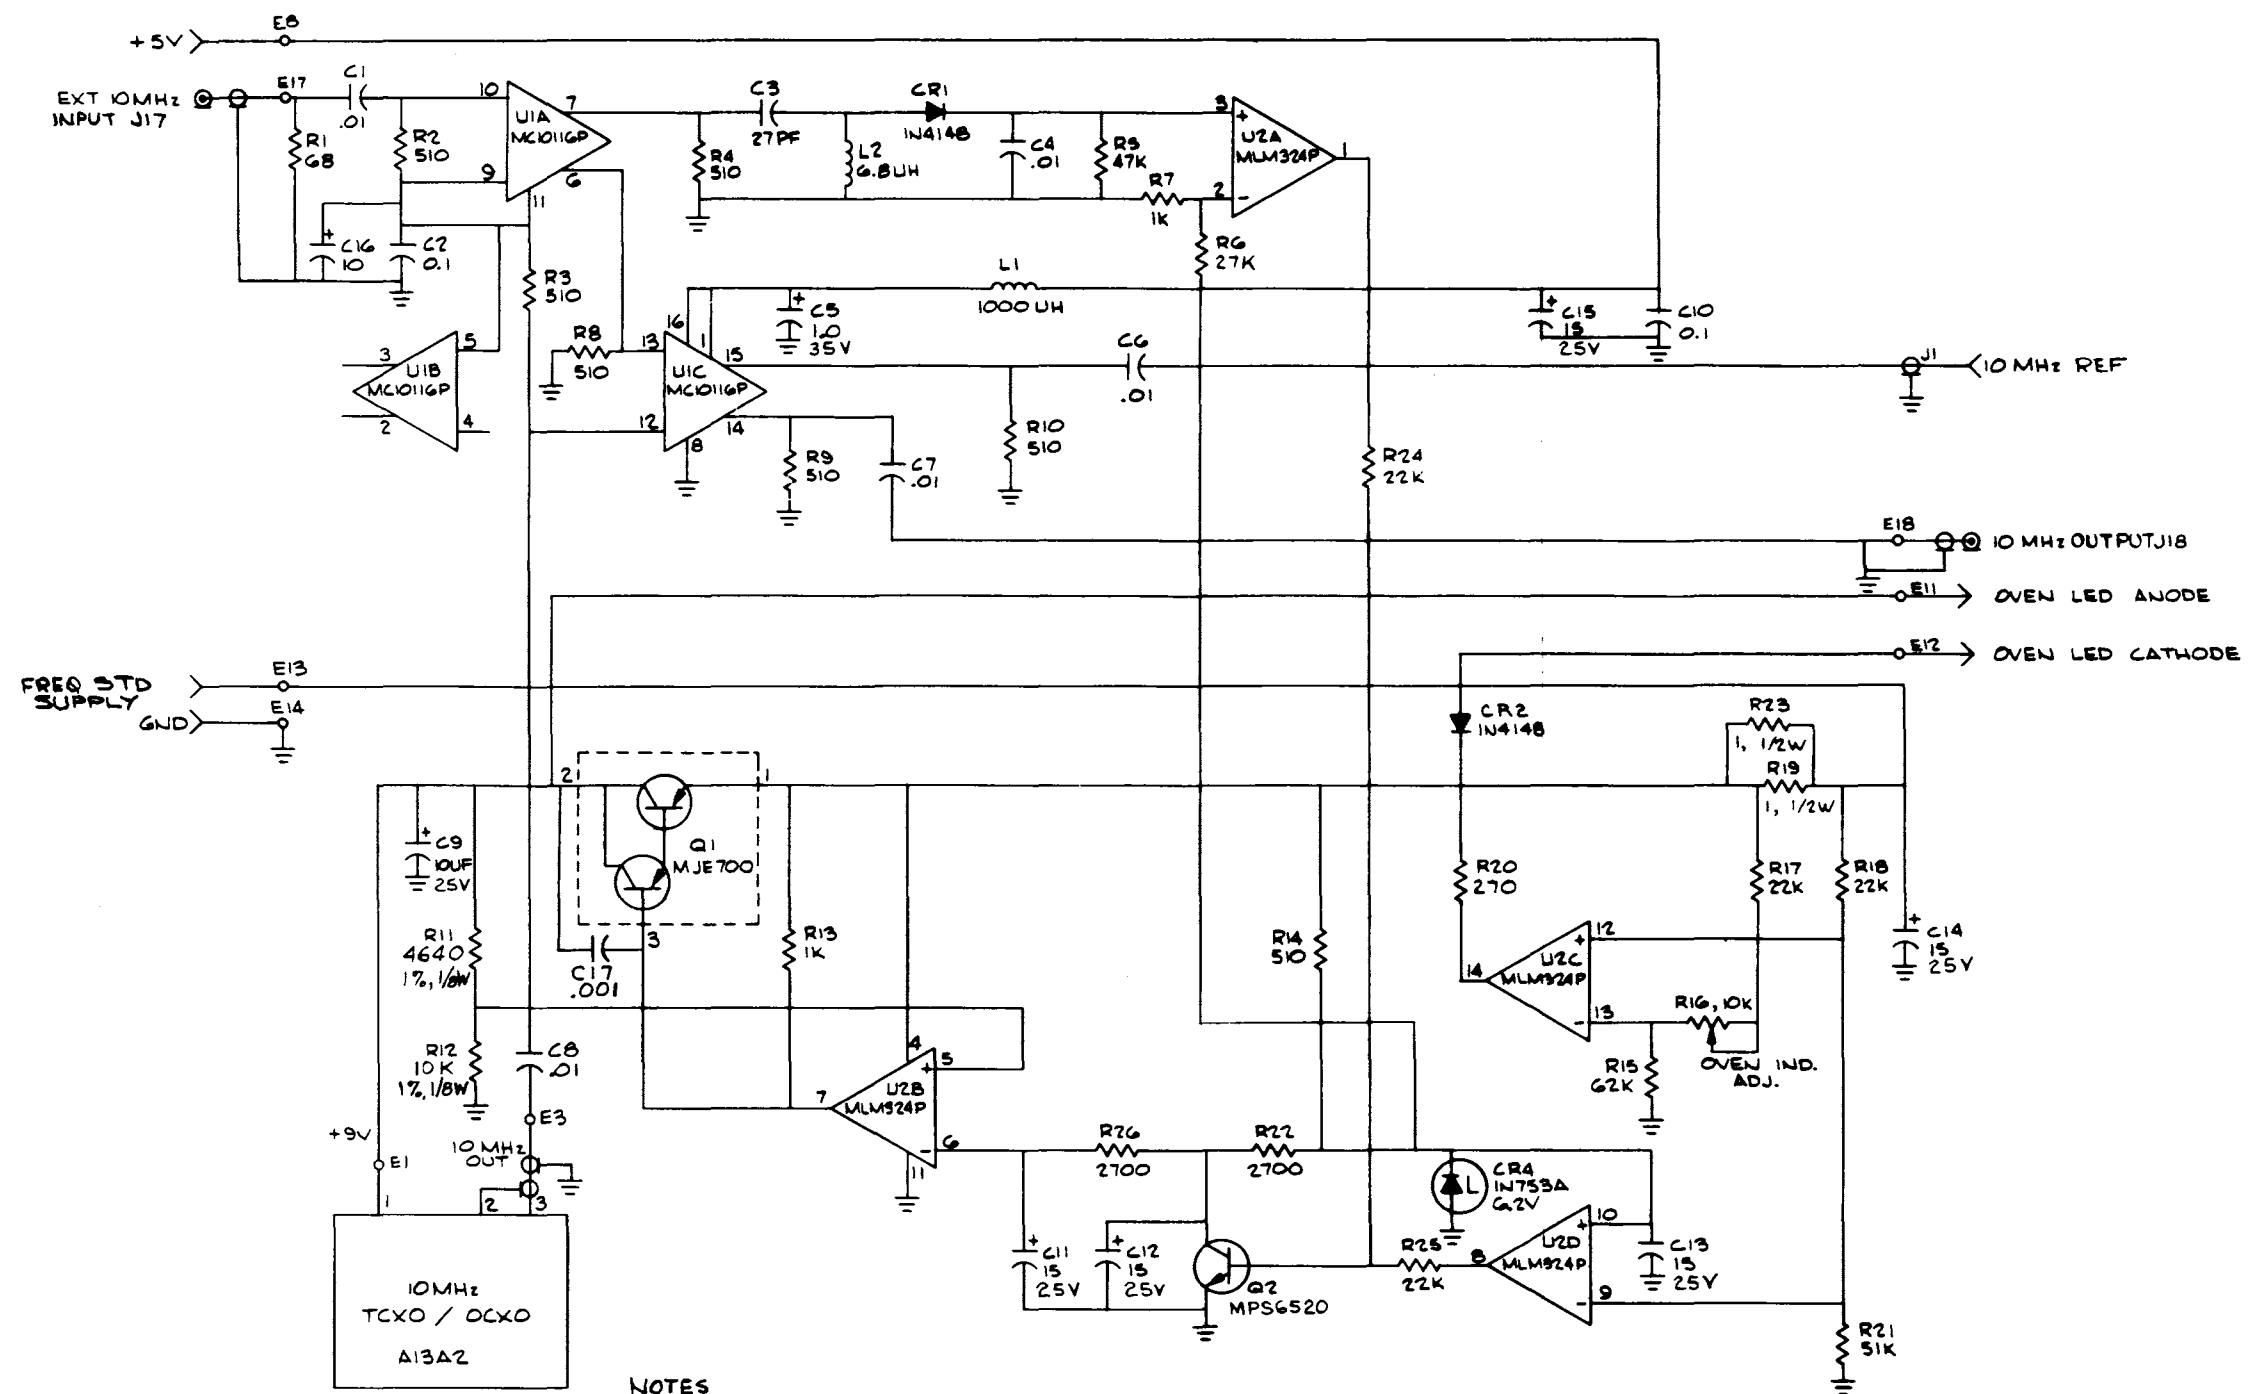 +5V
E8
EXT 10MHz
INPUT J17
E17
C1
.01
R1
68
R2
510
10
9
U1A
MC10116P
7
6
11
C16
10
+
C2
0.1
R3
510
C3
27PF
R4
510
L2
6.8UH
CR1
1N4148
C4
.01
R5
47K
R7
1K
3
+
2
-
U2A
MLM324P
1
R6
27K
L1
1000 UH
+
C5
1.0
35V
+
C15
15
25V
C10
0.1
3
2
U1B
MC10116P
5
4
R8
510
16
1
13
12
U1C
MC10116P
15
14
8
C6
.01
R10
510
R9
510
C7
.01
J1
10 MHz REF
R24
22K
E18
10 MHz OUTPUT J18
E11
OVEN LED ANODE
E12
OVEN LED CATHODE
FREQ STD
SUPPLY
E13
GND
E14
CR2
1N4148
R23
1, 1/2W
R19
1, 1/2W
2
1
Q1
MJE700
3
+
C9
10UF
25V
R11
4640
1%, 1/8W
R12
10K
1%, 1/8W
C17
.001
C8
.01
R13
1K
R14
510
R20
270
R17
22K
R18
22K
+
C14
15
25V
12
+
13
-
14
U2C
MLM324P
R16, 10K
OVEN IND.
ADJ.
R15
62K
4
5
+
6
-
7
11
U2B
MLM324P
R26
2700
R22
2700
CR4
1N753A
6.2V
L
+
C11
15
25V
+
C12
15
25V
Q2
MPS6520
R25
22K
8
10
+
9
-
U2D
MLM324P
C13
15
25V
R21
51K
+9V
E1
1
E3
10 MHz
OUT
2
3
10MHz
TCXO / OCXO
A13A2
NOTES